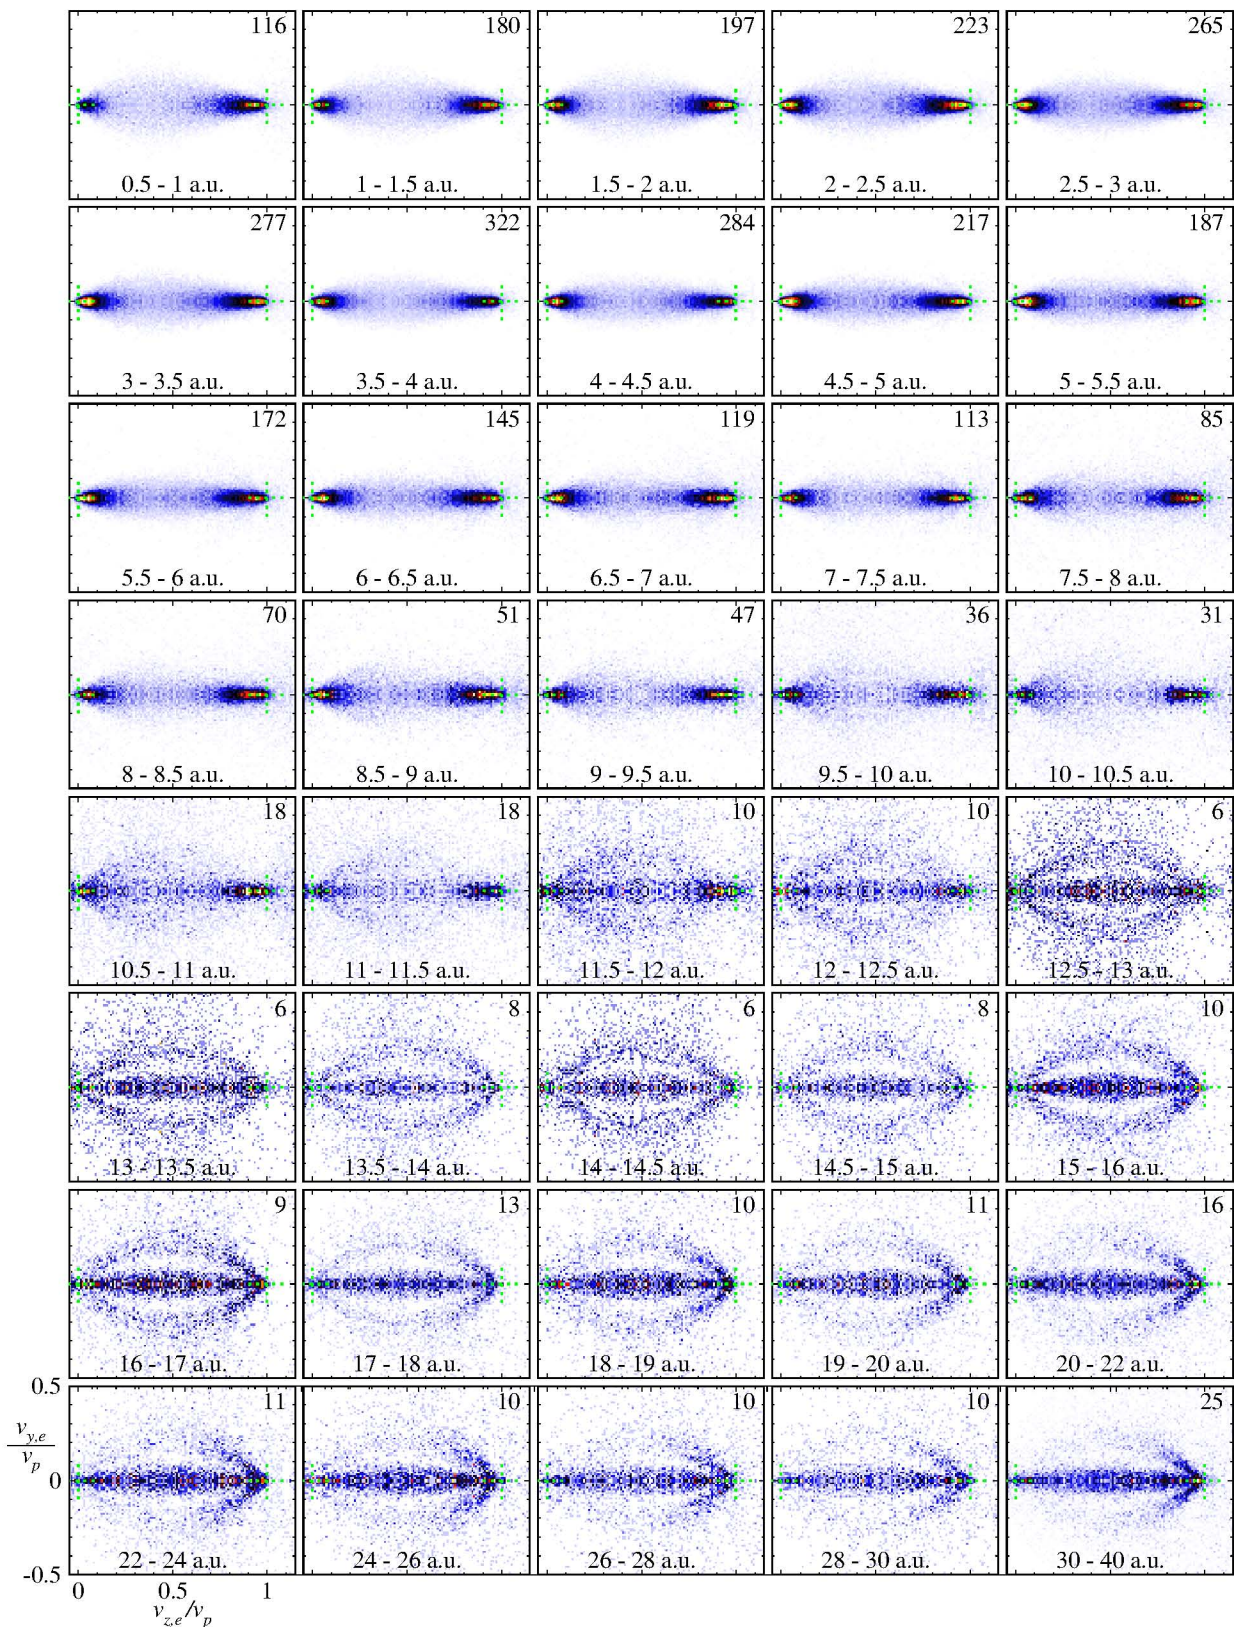 116 180 197 223 265
0.5 - 1 a.u. 1 - 1.5 a.u. 1.5 - 2 a.u. 2 - 2.5 a.u. 2.5 - 3 a.u.
277 322 284 217 187
3 - 3.5 a.u. 3.5 - 4 a.u. 4 - 4.5 a.u. 4.5 - 5 a.u. 5 - 5.5 a.u.
172 145 119 113 85
5.5 - 6 a.u. 6 - 6.5 a.u. 6.5 - 7 a.u. 7 - 7.5 a.u. 7.5 - 8 a.u.
70 51 47 36 31
8 - 8.5 a.u. 8.5 - 9 a.u. 9 - 9.5 a.u. 9.5 - 10 a.u. 10 - 10.5 a.u.
18 18 10 10 6
10.5 - 11 a.u. 11 - 11.5 a.u. 11.5 - 12 a.u. 12 - 12.5 a.u. 12.5 - 13 a.u.
6 8 6 8 10
13 - 13.5 a.u. 13.5 - 14 a.u. 14 - 14.5 a.u. 14.5 - 15 a.u. 15 - 16 a.u.
9 13 10 11 16
16 - 17 a.u. 17 - 18 a.u. 18 - 19 a.u. 19 - 20 a.u. 20 - 22 a.u.
0.5 11 10 10 10 25
v_{y,e}
v_p
0
22 - 24 a.u. 24 - 26 a.u. 26 - 28 a.u. 28 - 30 a.u. 30 - 40 a.u.
-0.5
0 0.5 1
v_{z,e}/v_p